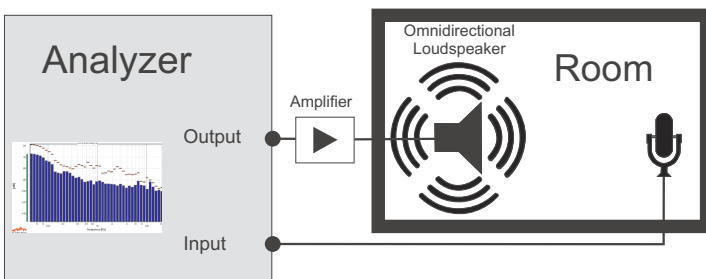 Analyzer
Output
Input
Amplifier
Omnidirectional
Loudspeaker
Room